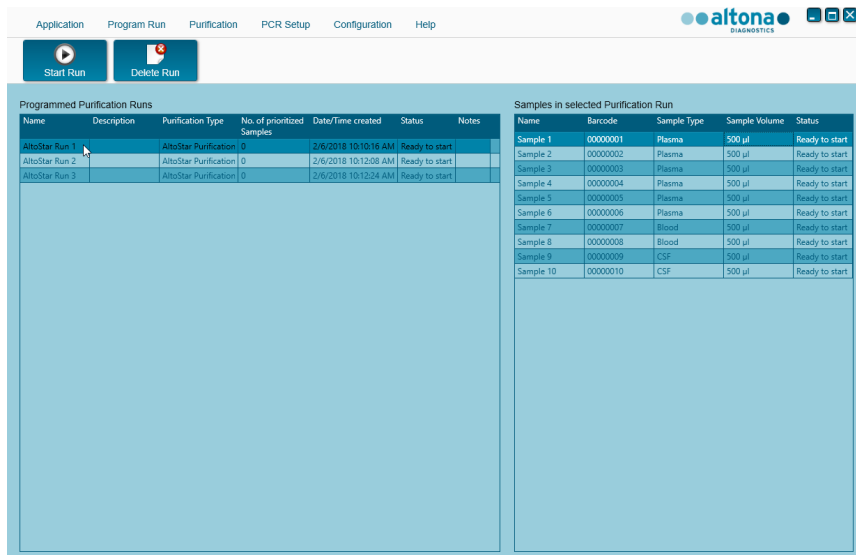 Application Program Run Purification PCR Setup Configuration Help
altona
DIAGNOSTICS
Start Run Delete Run
Programmed Purification Runs
Name Description Purification Type No. of prioritized Samples Date/Time created Status Notes
AltoStar Run 1 AltoStar Purification 0 2/6/2018 10:10:16 AM Ready to start
AltoStar Run 2 AltoStar Purification 0 2/6/2018 10:12:08 AM Ready to start
AltoStar Run 3 AltoStar Purification 0 2/6/2018 10:12:24 AM Ready to start
Samples in selected Purification Run
Name Barcode Sample Type Sample Volume Status
Sample 1 00000001 Plasma 500 µl Ready to start
Sample 2 00000002 Plasma 500 µl Ready to start
Sample 3 00000003 Plasma 500 µl Ready to start
Sample 4 00000004 Plasma 500 µl Ready to start
Sample 5 00000005 Plasma 500 µl Ready to start
Sample 6 00000006 Plasma 500 µl Ready to start
Sample 7 00000007 Blood 500 µl Ready to start
Sample 8 00000008 Blood 500 µl Ready to start
Sample 9 00000009 CSF 500 µl Ready to start
Sample 10 00000010 CSF 500 µl Ready to start